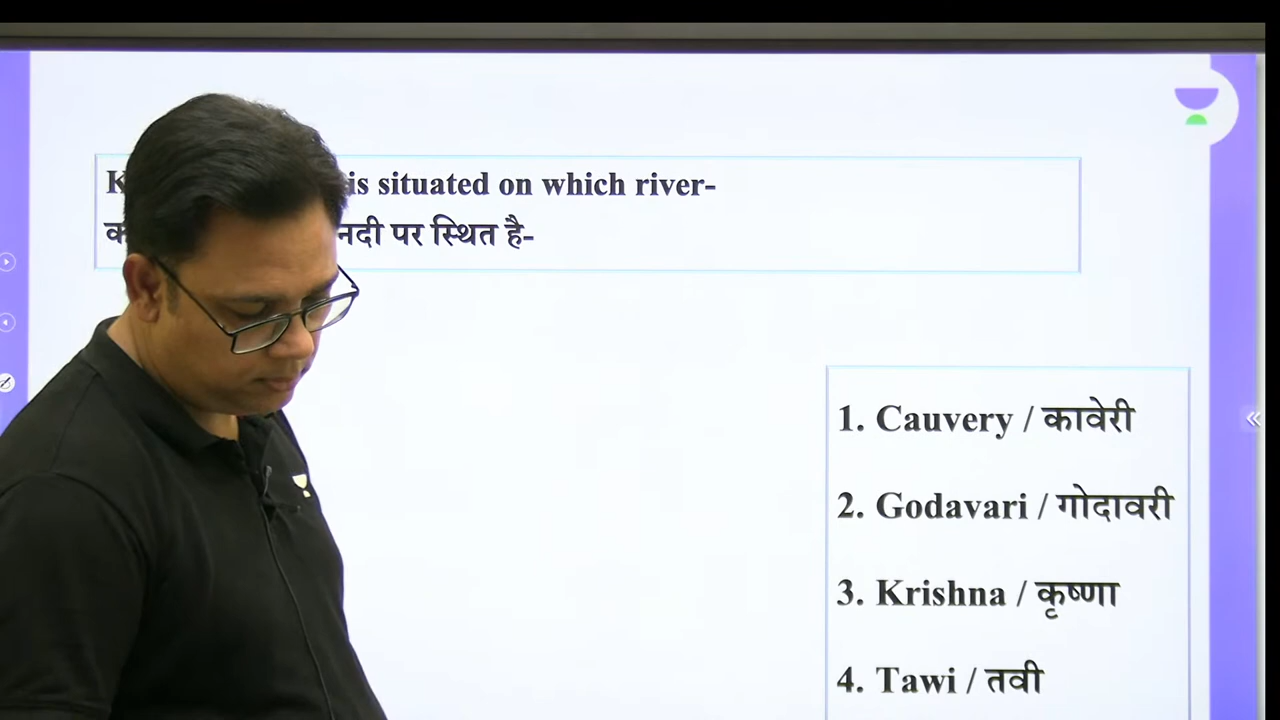 is situated on which river-
नदी पर स्थित है-
1. Cauvery / कावेरी
2. Godavari / गोदावरी
3. Krishna / कृष्णा
4. Tawi / तवी